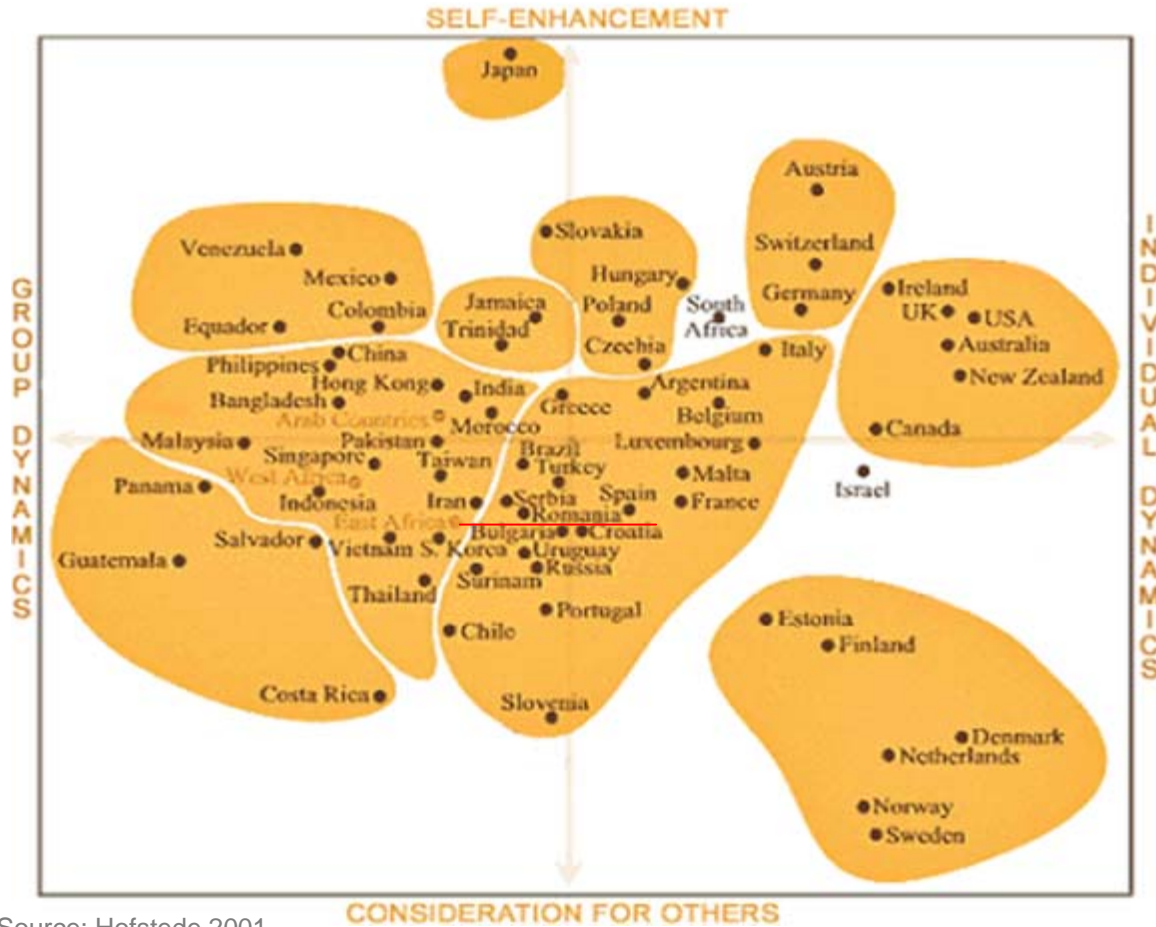 SELF-ENHANCEMENT
Japan
Austria
Slovakia
Switzerland
Venezuela
Hungary
Mexico
Germany
Ireland
Jamaica
Poland
South
Africa
Colombia
UK
USA
Equador
Trinidad
Czechia
Italy
Australia
China
Philippines
Hong Kong
India
Argentina
New Zealand
Bangladesh
Greece
Belgium
Arab Countries
Morocco
Canada
Malaysia
Pakistan
Luxembourg
Singapore
Taiwan
Brazil
Turkey
Malta
West Africa
Israel
Panama
Indonesia
Iran
Serbia
Spain
France
Romania
East Africa
Bulgaria
Croatia
Salvador
Vietnam
S. Korea
Uruguay
Guatemala
Russia
Surinam
Thailand
Portugal
Chile
Estonia
Finland
Costa Rica
Slovenia
Denmark
Netherlands
Norway
Sweden
GROUP DYNAMICS
INDIVIDUAL DYNAMICS
CONSIDERATION FOR OTHERS
Source: Hofstede 2001